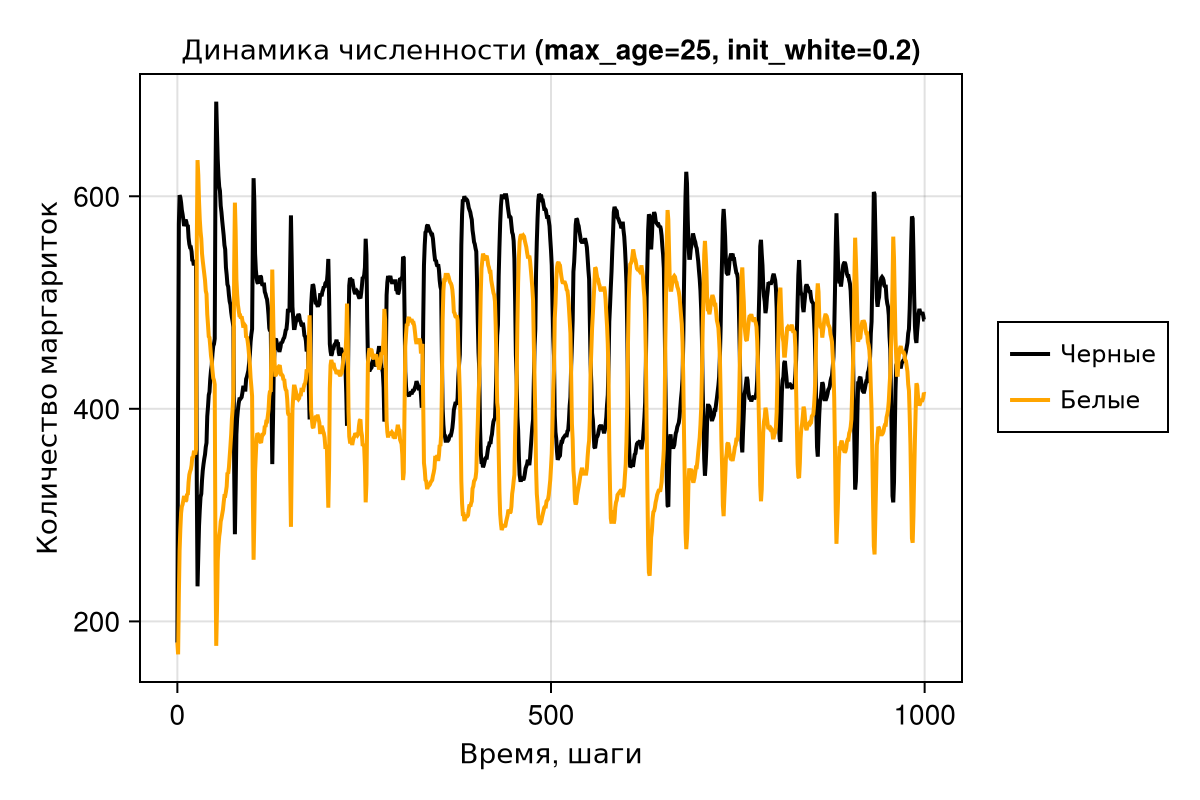 Динамика численности (max_age=25, init_white=0.2)
Количество маргариток
600
400
200
0
500
1000
Время, шаги
Черные
Белые